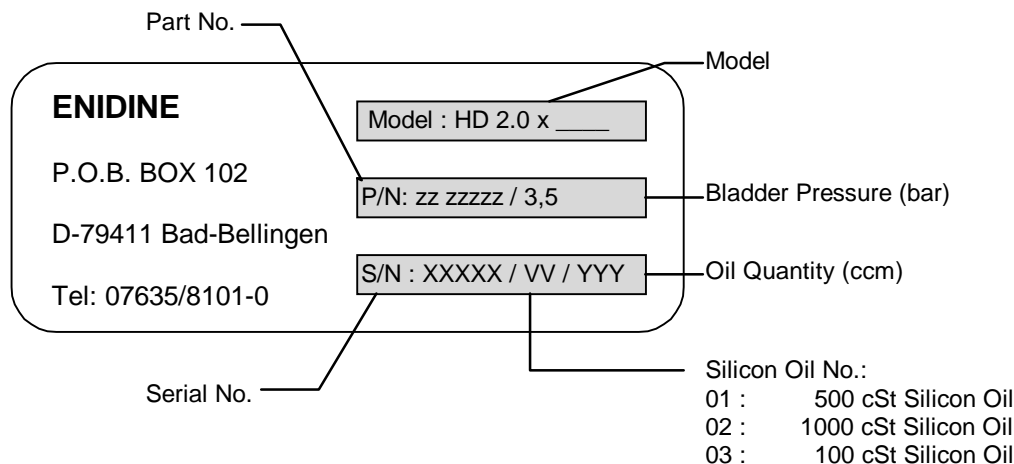 Part No.
Model
ENIDINE
Model : HD 2.0 x ____
P.O.B. BOX 102
P/N: zz zzzzz / 3,5
Bladder Pressure (bar)
D-79411 Bad-Bellingen
S/N : XXXXX / VV / YYY
Oil Quantity (ccm)
Tel: 07635/8101-0
Serial No.
Silicon Oil No.:
01 : 500 cSt Silicon Oil
02 : 1000 cSt Silicon Oil
03 : 100 cSt Silicon Oil